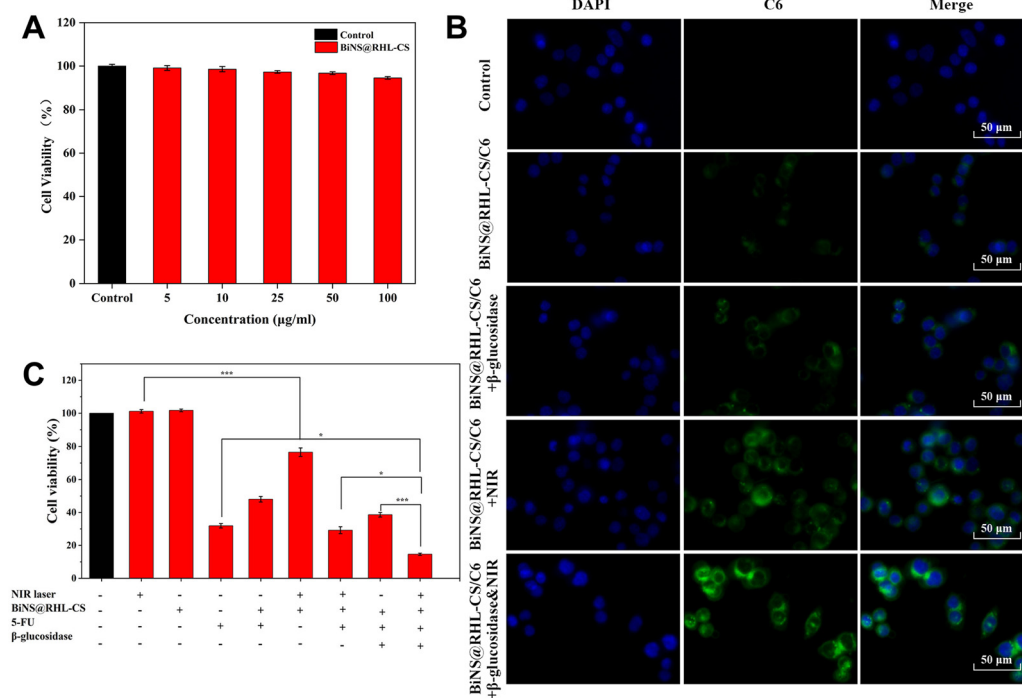 A
120
100
80
60
40
20
0
Cell Viability (%)
Control
BiNS@RHL-CS
Control 5 10 25 50 100
Concentration (μg/ml)
B
DAPI C6 Merge
Control
50 μm
BiNS@RHL-CS/C6
50 μm
BiNS@RHL-CS/C6
+β-glucosidase
50 μm
BiNS@RHL-CS/C6
+NIR
50 μm
BiNS@RHL-CS/C6
+β-glucosidase&NIR
50 μm
C
120
100
80
60
40
20
0
Cell viability (%)
***
*
*
***
NIR laser - + - - - + + - +
BiNS@RHL-CS - - + - + + + + +
5-FU - - - + + - + + +
β-glucosidase - - - - - - - + +